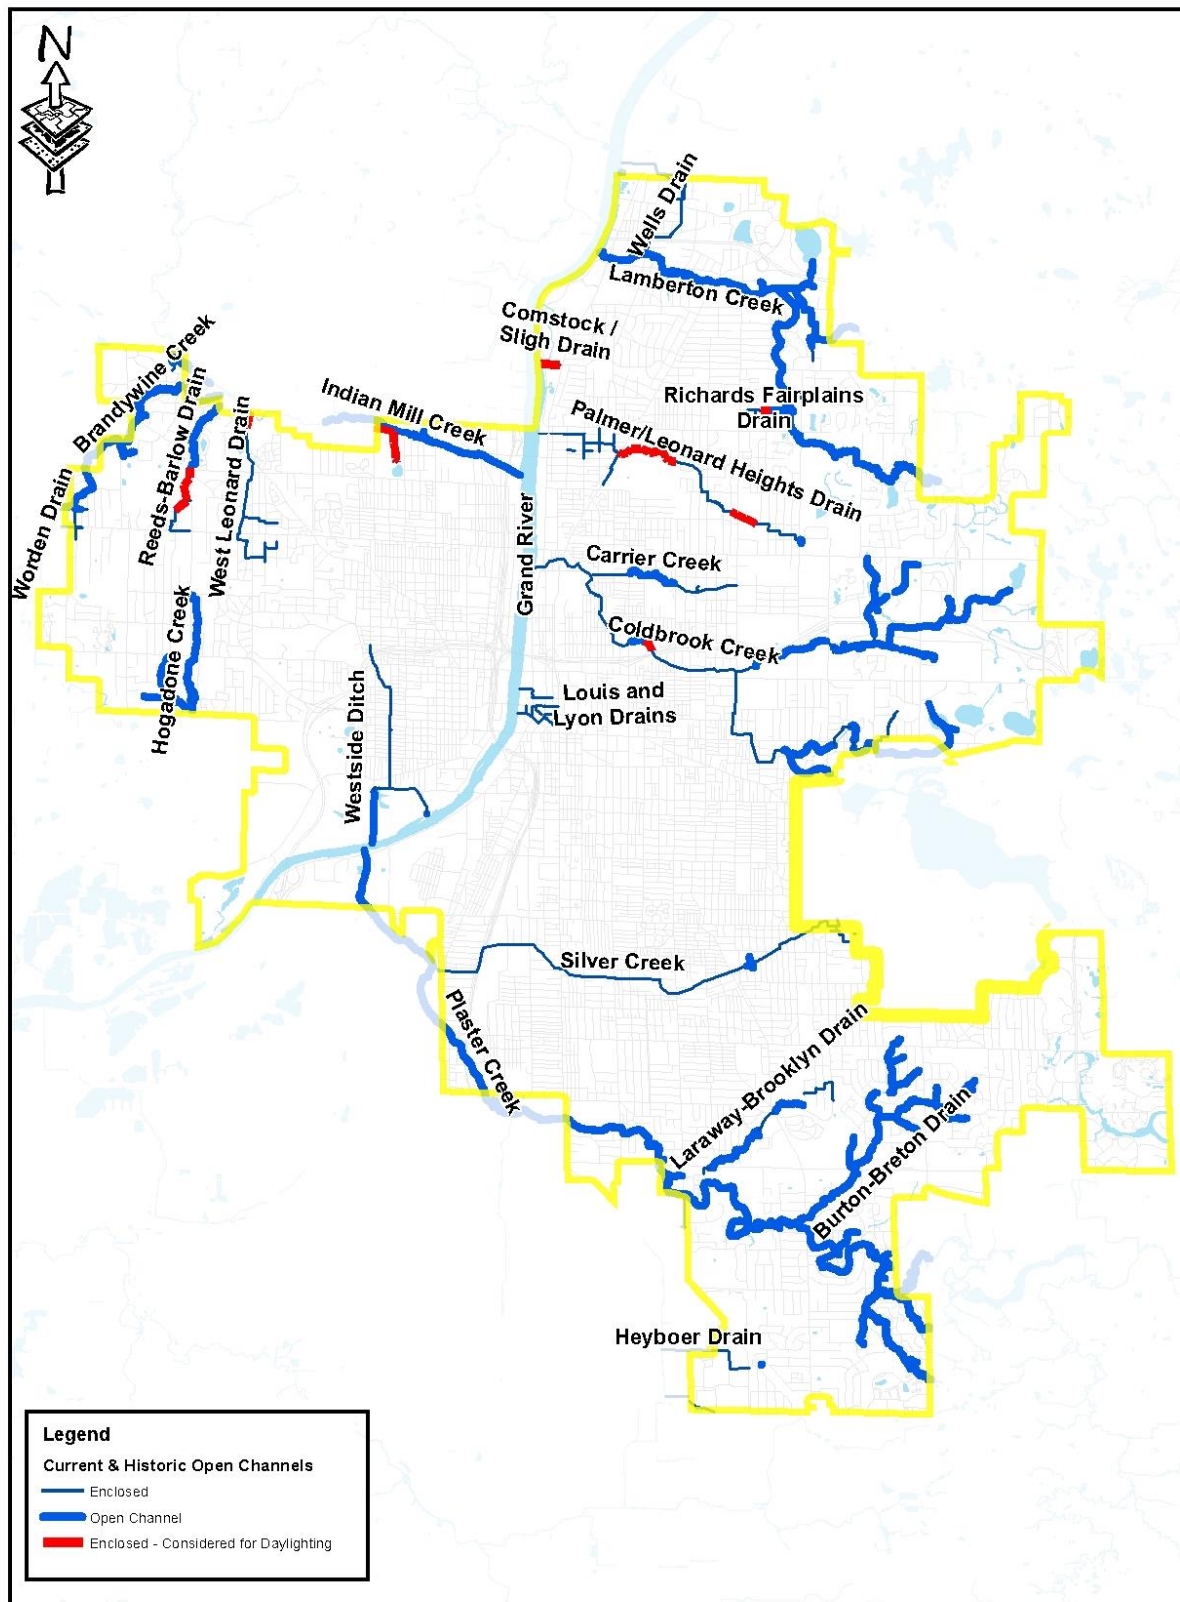 N
Wells Drain
Lamberton Creek
Comstock /
Sligh Drain
Brandywine Creek
Indian Mill Creek
Richards Fairplains
Drain
Reeds-Barlow Drain
West Leonard Drain
Palmer/Leonard Heights Drain
Worden Drain
Grand River
Carrier Creek
Hogadone Creek
Coldbrook Creek
Louis and
Lyon Drains
Westside Ditch
Silver Creek
Plaster Creek
Laraway-Brooklyn Drain
Burton-Breton Drain
Heyboer Drain
Legend
Current & Historic Open Channels
Enclosed
Open Channel
Enclosed - Considered for Daylighting